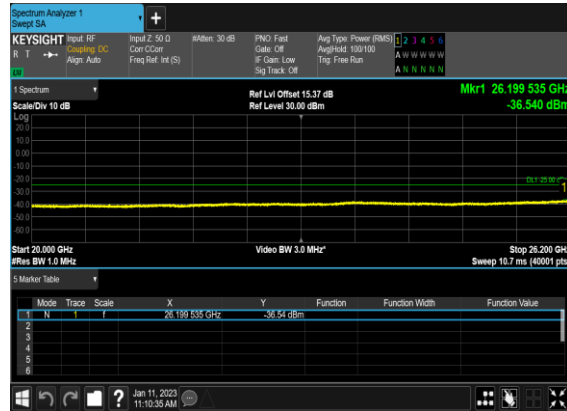 Spectrum Analyzer 1
Swept SA
+
KEYSIGHT Input: RF Input Z: 50 Ω #Atten: 30 dB PNO: Fast Avg Type: Power (RMS) 1 2 3 4 5 6
R T Coupling: DC Corr CCorr Gate: Off Avg|Hold: 100/100 A W W W W W
Align: Auto Freq Ref: Int (S) IF Gain: Low Trig: Free Run
Sig Track: Off A N N N N N
1 Spectrum Ref Lvl Offset 15.37 dB Mkr1 26.199 535 GHz
Scale/Div 10 dB Ref Level 30.00 dBm -36.540 dBm
Log
20.0
10.0
0.00
-10.0
-20.0
DL1 -25.00
-30.0 1
-40.0
-50.0
-60.0
Start 20.000 GHz Video BW 3.0 MHz* Stop 26.200 GHz
#Res BW 1.0 MHz Sweep 10.7 ms (40001 pts
5 Marker Table
Mode Trace Scale X Y Function Function Width Function Value
1 N 1 f 26.199 535 GHz -36.54 dBm
2
3
4
5
6
? Jan 11, 2023
11:10:35 AM